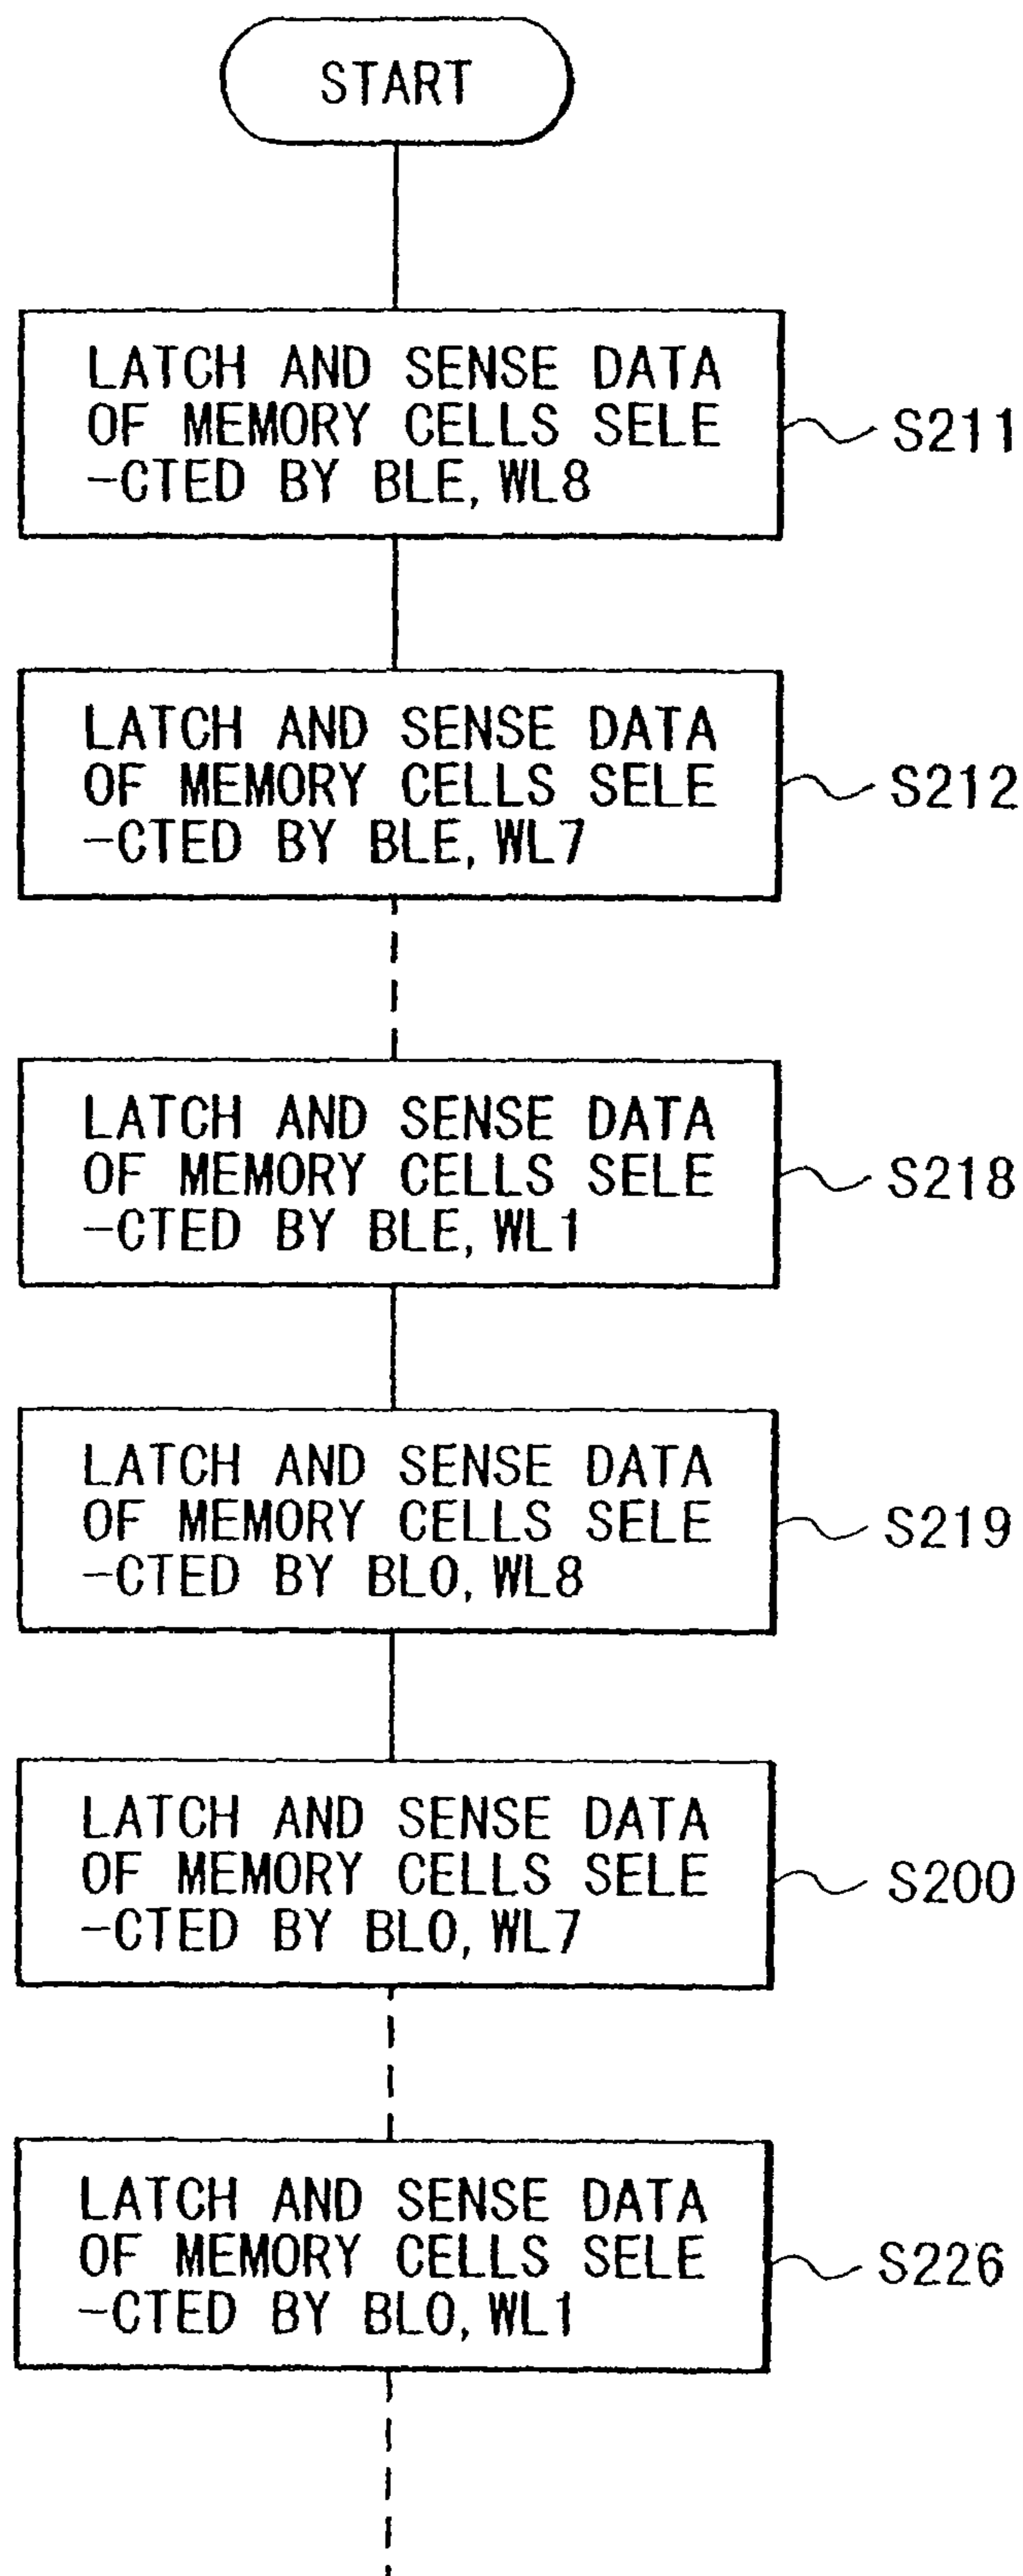 START
LATCH AND SENSE DATA
OF MEMORY CELLS SELE
-CTED BY BLE, WL8
S211
LATCH AND SENSE DATA
OF MEMORY CELLS SELE
-CTED BY BLE, WL7
S212
LATCH AND SENSE DATA
OF MEMORY CELLS SELE
-CTED BY BLE, WL1
S218
LATCH AND SENSE DATA
OF MEMORY CELLS SELE
-CTED BY BLO, WL8
S219
LATCH AND SENSE DATA
OF MEMORY CELLS SELE
-CTED BY BLO, WL7
S200
LATCH AND SENSE DATA
OF MEMORY CELLS SELE
-CTED BY BLO, WL1
S226